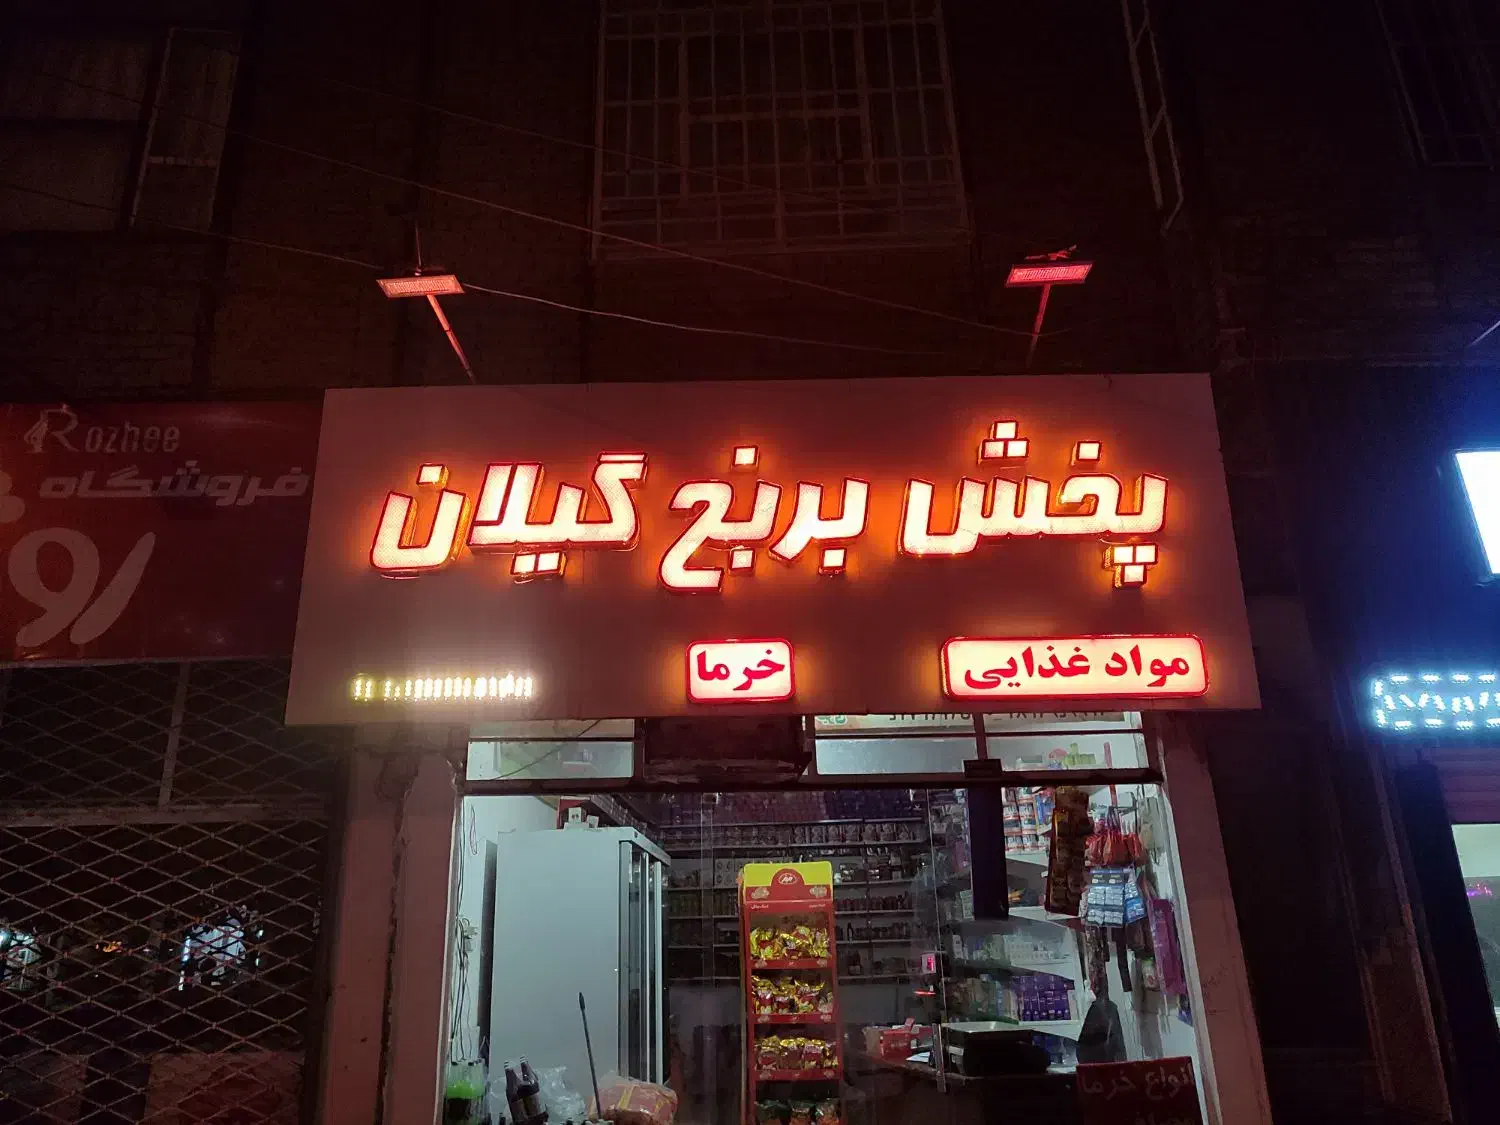 پخش برنج گیلان
مواد غذایی
خرما
Rozhee
فروشگاه
انواع خرما